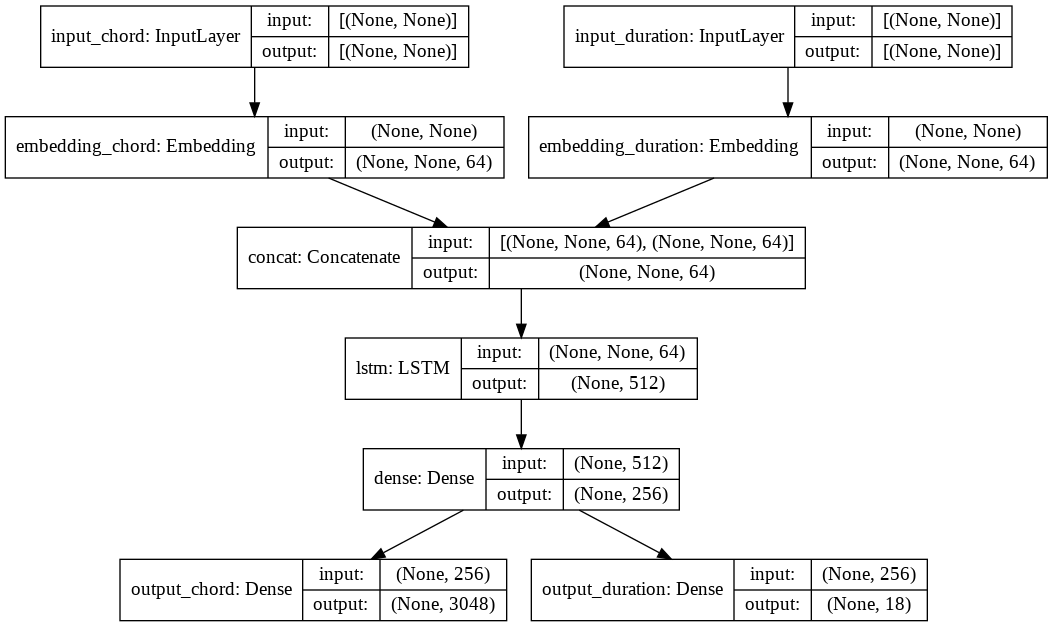 input_chord: InputLayer
input: [(None, None)]
output: [(None, None)]
input_duration: InputLayer
input: [(None, None)]
output: [(None, None)]
embedding_chord: Embedding
input: (None, None)
output: (None, None, 64)
embedding_duration: Embedding
input: (None, None)
output: (None, None, 64)
concat: Concatenate
input: [(None, None, 64), (None, None, 64)]
output: (None, None, 64)
lstm: LSTM
input: (None, None, 64)
output: (None, 512)
dense: Dense
input: (None, 512)
output: (None, 256)
output_chord: Dense
input: (None, 256)
output: (None, 3048)
output_duration: Dense
input: (None, 256)
output: (None, 18)